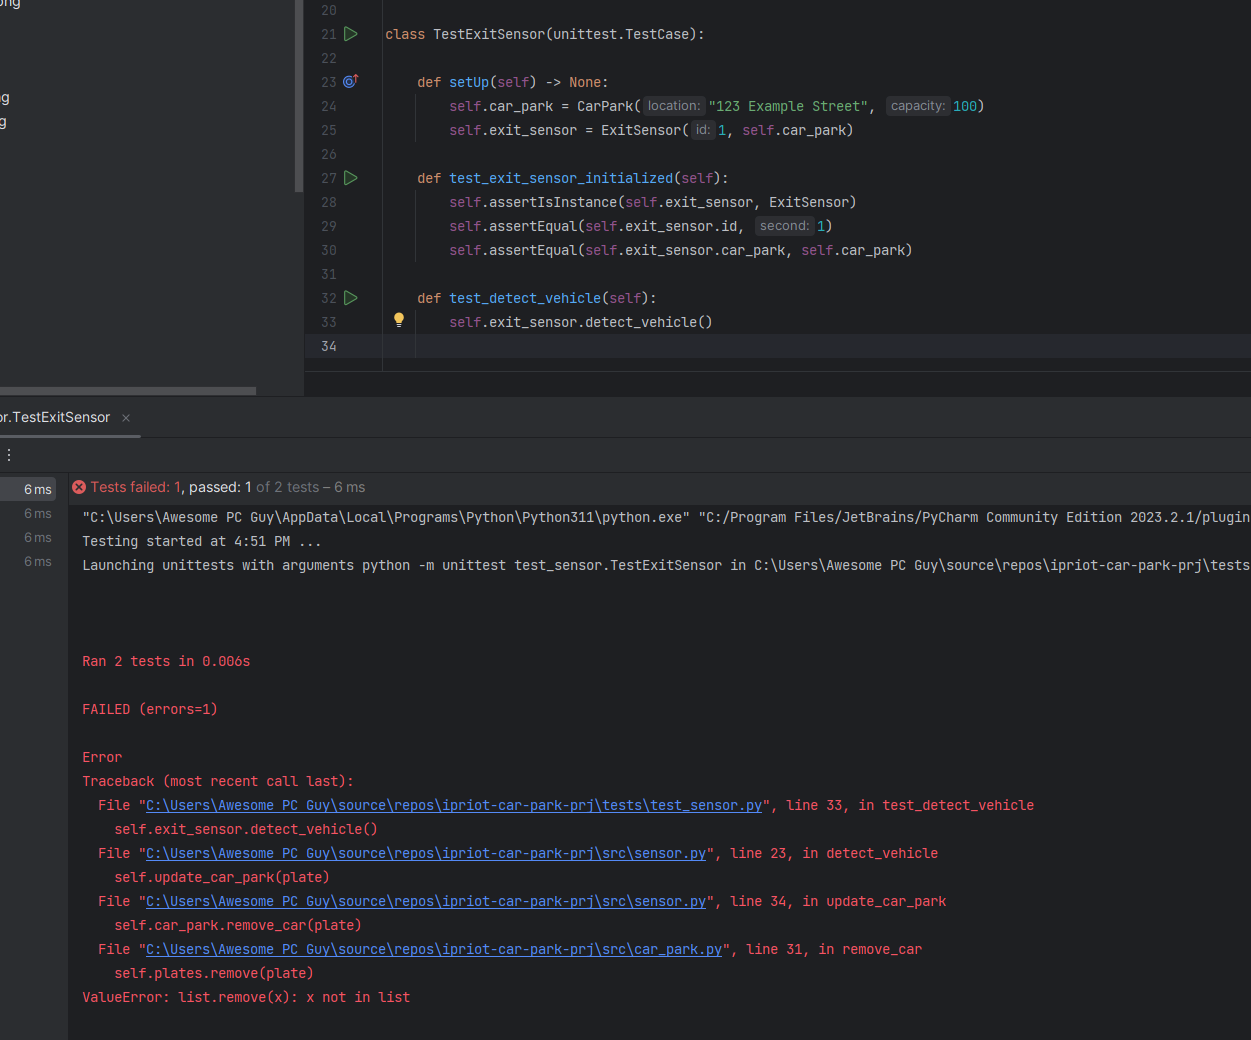 ong
g
g
20
21 class TestExitSensor(unittest.TestCase):
22
23 def setUp(self) -> None:
24 self.car_park = CarPark( location: "123 Example Street", capacity: 100)
25 self.exit_sensor = ExitSensor( id: 1, self.car_park)
26
27 def test_exit_sensor_initialized(self):
28 self.assertIsInstance(self.exit_sensor, ExitSensor)
29 self.assertEqual(self.exit_sensor.id, second: 1)
30 self.assertEqual(self.exit_sensor.car_park, self.car_park)
31
32 def test_detect_vehicle(self):
33 self.exit_sensor.detect_vehicle()
34
or.TestExitSensor ×
6 ms
6 ms
6 ms
6 ms
Tests failed: 1, passed: 1 of 2 tests – 6 ms
"C:\Users\Awesome PC Guy\AppData\Local\Programs\Python\Python311\python.exe" "C:/Program Files/JetBrains/PyCharm Community Edition 2023.2.1/plugin
Testing started at 4:51 PM ...
Launching unittests with arguments python -m unittest test_sensor.TestExitSensor in C:\Users\Awesome PC Guy\source\repos\ipriot-car-park-prj\tests
Ran 2 tests in 0.006s
FAILED (errors=1)
Error
Traceback (most recent call last):
File "C:\Users\Awesome PC Guy\source\repos\ipriot-car-park-prj\tests\test_sensor.py", line 33, in test_detect_vehicle
self.exit_sensor.detect_vehicle()
File "C:\Users\Awesome PC Guy\source\repos\ipriot-car-park-prj\src\sensor.py", line 23, in detect_vehicle
self.update_car_park(plate)
File "C:\Users\Awesome PC Guy\source\repos\ipriot-car-park-prj\src\sensor.py", line 34, in update_car_park
self.car_park.remove_car(plate)
File "C:\Users\Awesome PC Guy\source\repos\ipriot-car-park-prj\src\car_park.py", line 31, in remove_car
self.plates.remove(plate)
ValueError: list.remove(x): x not in list